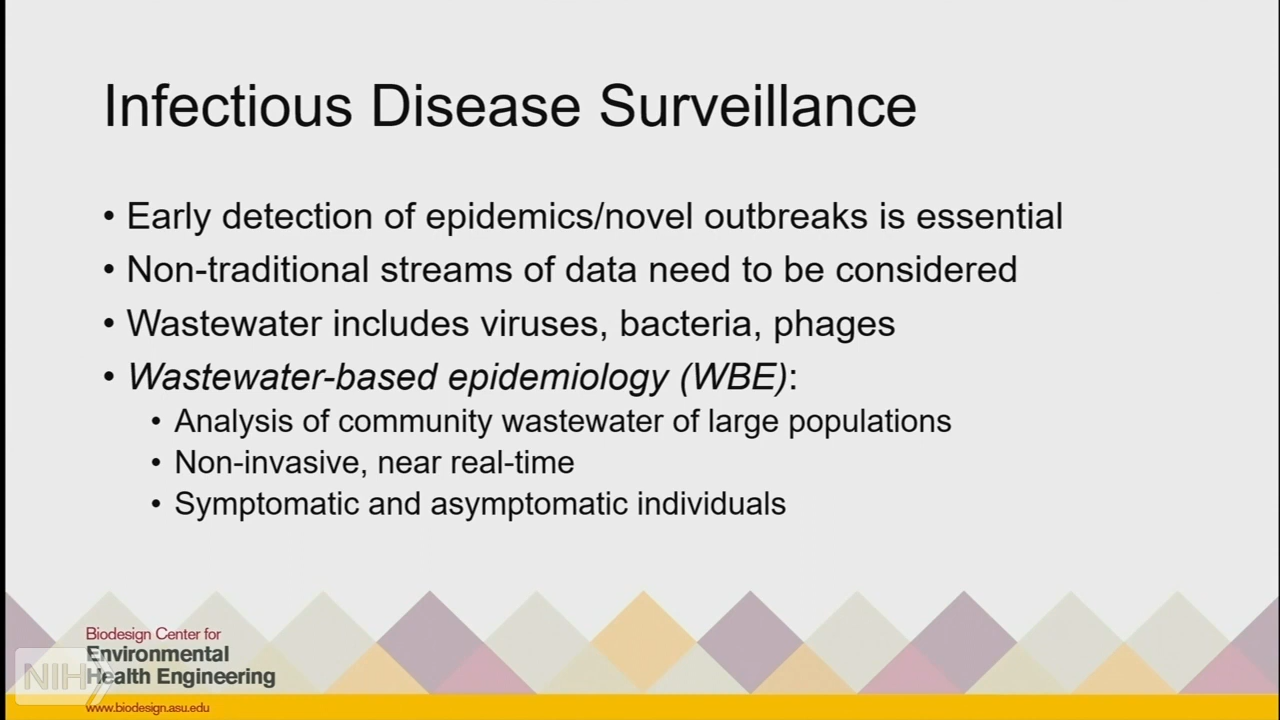 Infectious Disease Surveillance
• Early detection of epidemics/novel outbreaks is essential
• Non-traditional streams of data need to be considered
• Wastewater includes viruses, bacteria, phages
• Wastewater-based epidemiology (WBE):
• Analysis of community wastewater of large populations
• Non-invasive, near real-time
• Symptomatic and asymptomatic individuals
Biodesign Center for
Environmental
Health Engineering
NIH
www.biodesign.asu.edu